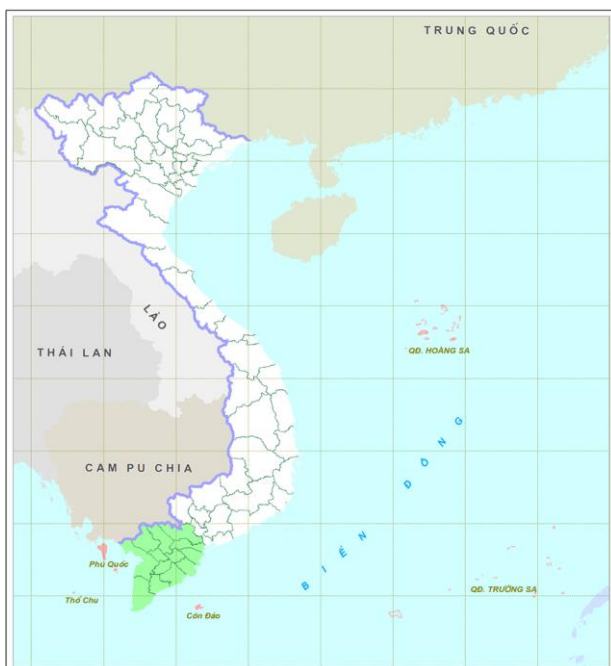 TRUNG QUỐC
LÀO
QĐ. HOÀNG SA
THÁI LAN
BIỂN ĐÔNG
CAM PU CHIA
Phú Quốc
QĐ. TRƯỜNG SA
Thổ Chu
Côn Đảo